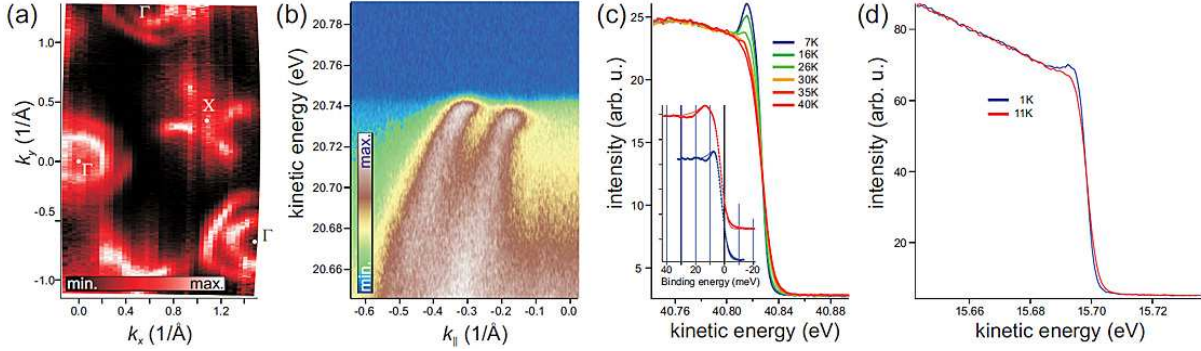 (a)
Γ
1.0
0.5
0.0
-0.5
-1.0
k_y (1/Å)
X
Γ
Γ
min. max.
0.0 0.4 0.8 1.2
k_x (1/Å)
(b)
20.78
20.76
20.74
20.72
20.70
20.68
20.66
kinetic energy (eV)
max.
min.
-0.6 -0.5 -0.4 -0.3 -0.2 -0.1 0.0
k_|| (1/Å)
(c)
25
20
15
10
5
intensity (arb. u.)
7K
16K
26K
30K
35K
40K
40 20 0 -20
Binding energy (meV)
40.76 40.80 40.84 40.88
kinetic energy (eV)
(d)
80
60
40
20
intensity (arb. u.)
1K
11K
15.66 15.68 15.70 15.72
kinetic energy (eV)